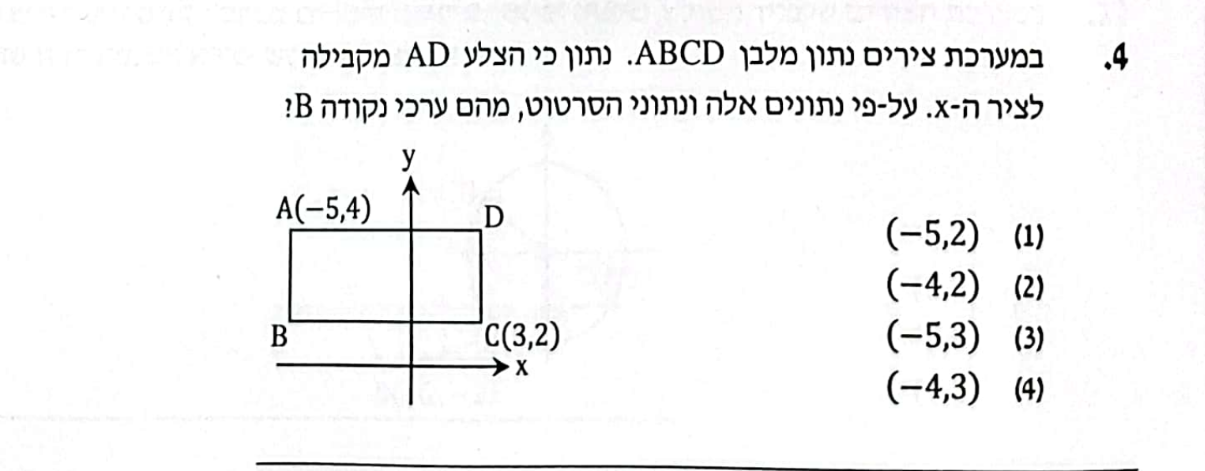 4. במערכת צירים נתון מלבן ABCD. נתון כי הצלע AD מקבילה
לציר ה-x. על-פי נתונים אלה ונתוני הסרטוט, מהם ערכי נקודה B?
(1) (−5,2)
(2) (−4,2)
(3) (−5,3)
(4) (−4,3)
y
A(−5,4)
D
B
C(3,2)
x